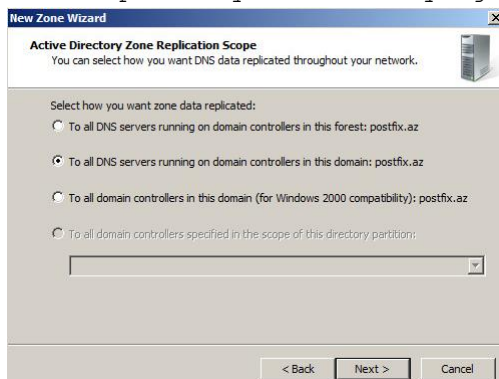 New Zone Wizard
Active Directory Zone Replication Scope
You can select how you want DNS data replicated throughout your network.
Select how you want zone data replicated:
To all DNS servers running on domain controllers in this forest: postfix.az
To all DNS servers running on domain controllers in this domain: postfix.az
To all domain controllers in this domain (for Windows 2000 compatibility): postfix.az
To all domain controllers specified in the scope of this directory partition:
< Back Next > Cancel